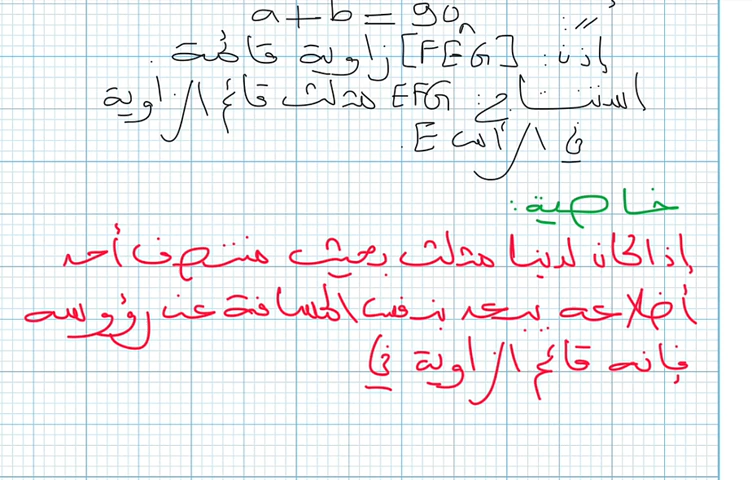 a + b = 90
إذن: [FÊG] زاوية قائمة
استنتاج: EFG مثلث قائم الزاوية
في الرأس E.
خاصية:
إذا كان لدينا مثلث بحيث منتصف أحد
أضلاعه يبعد بنفس المسافة عن رؤوسه
فإنه قائم الزاوية في